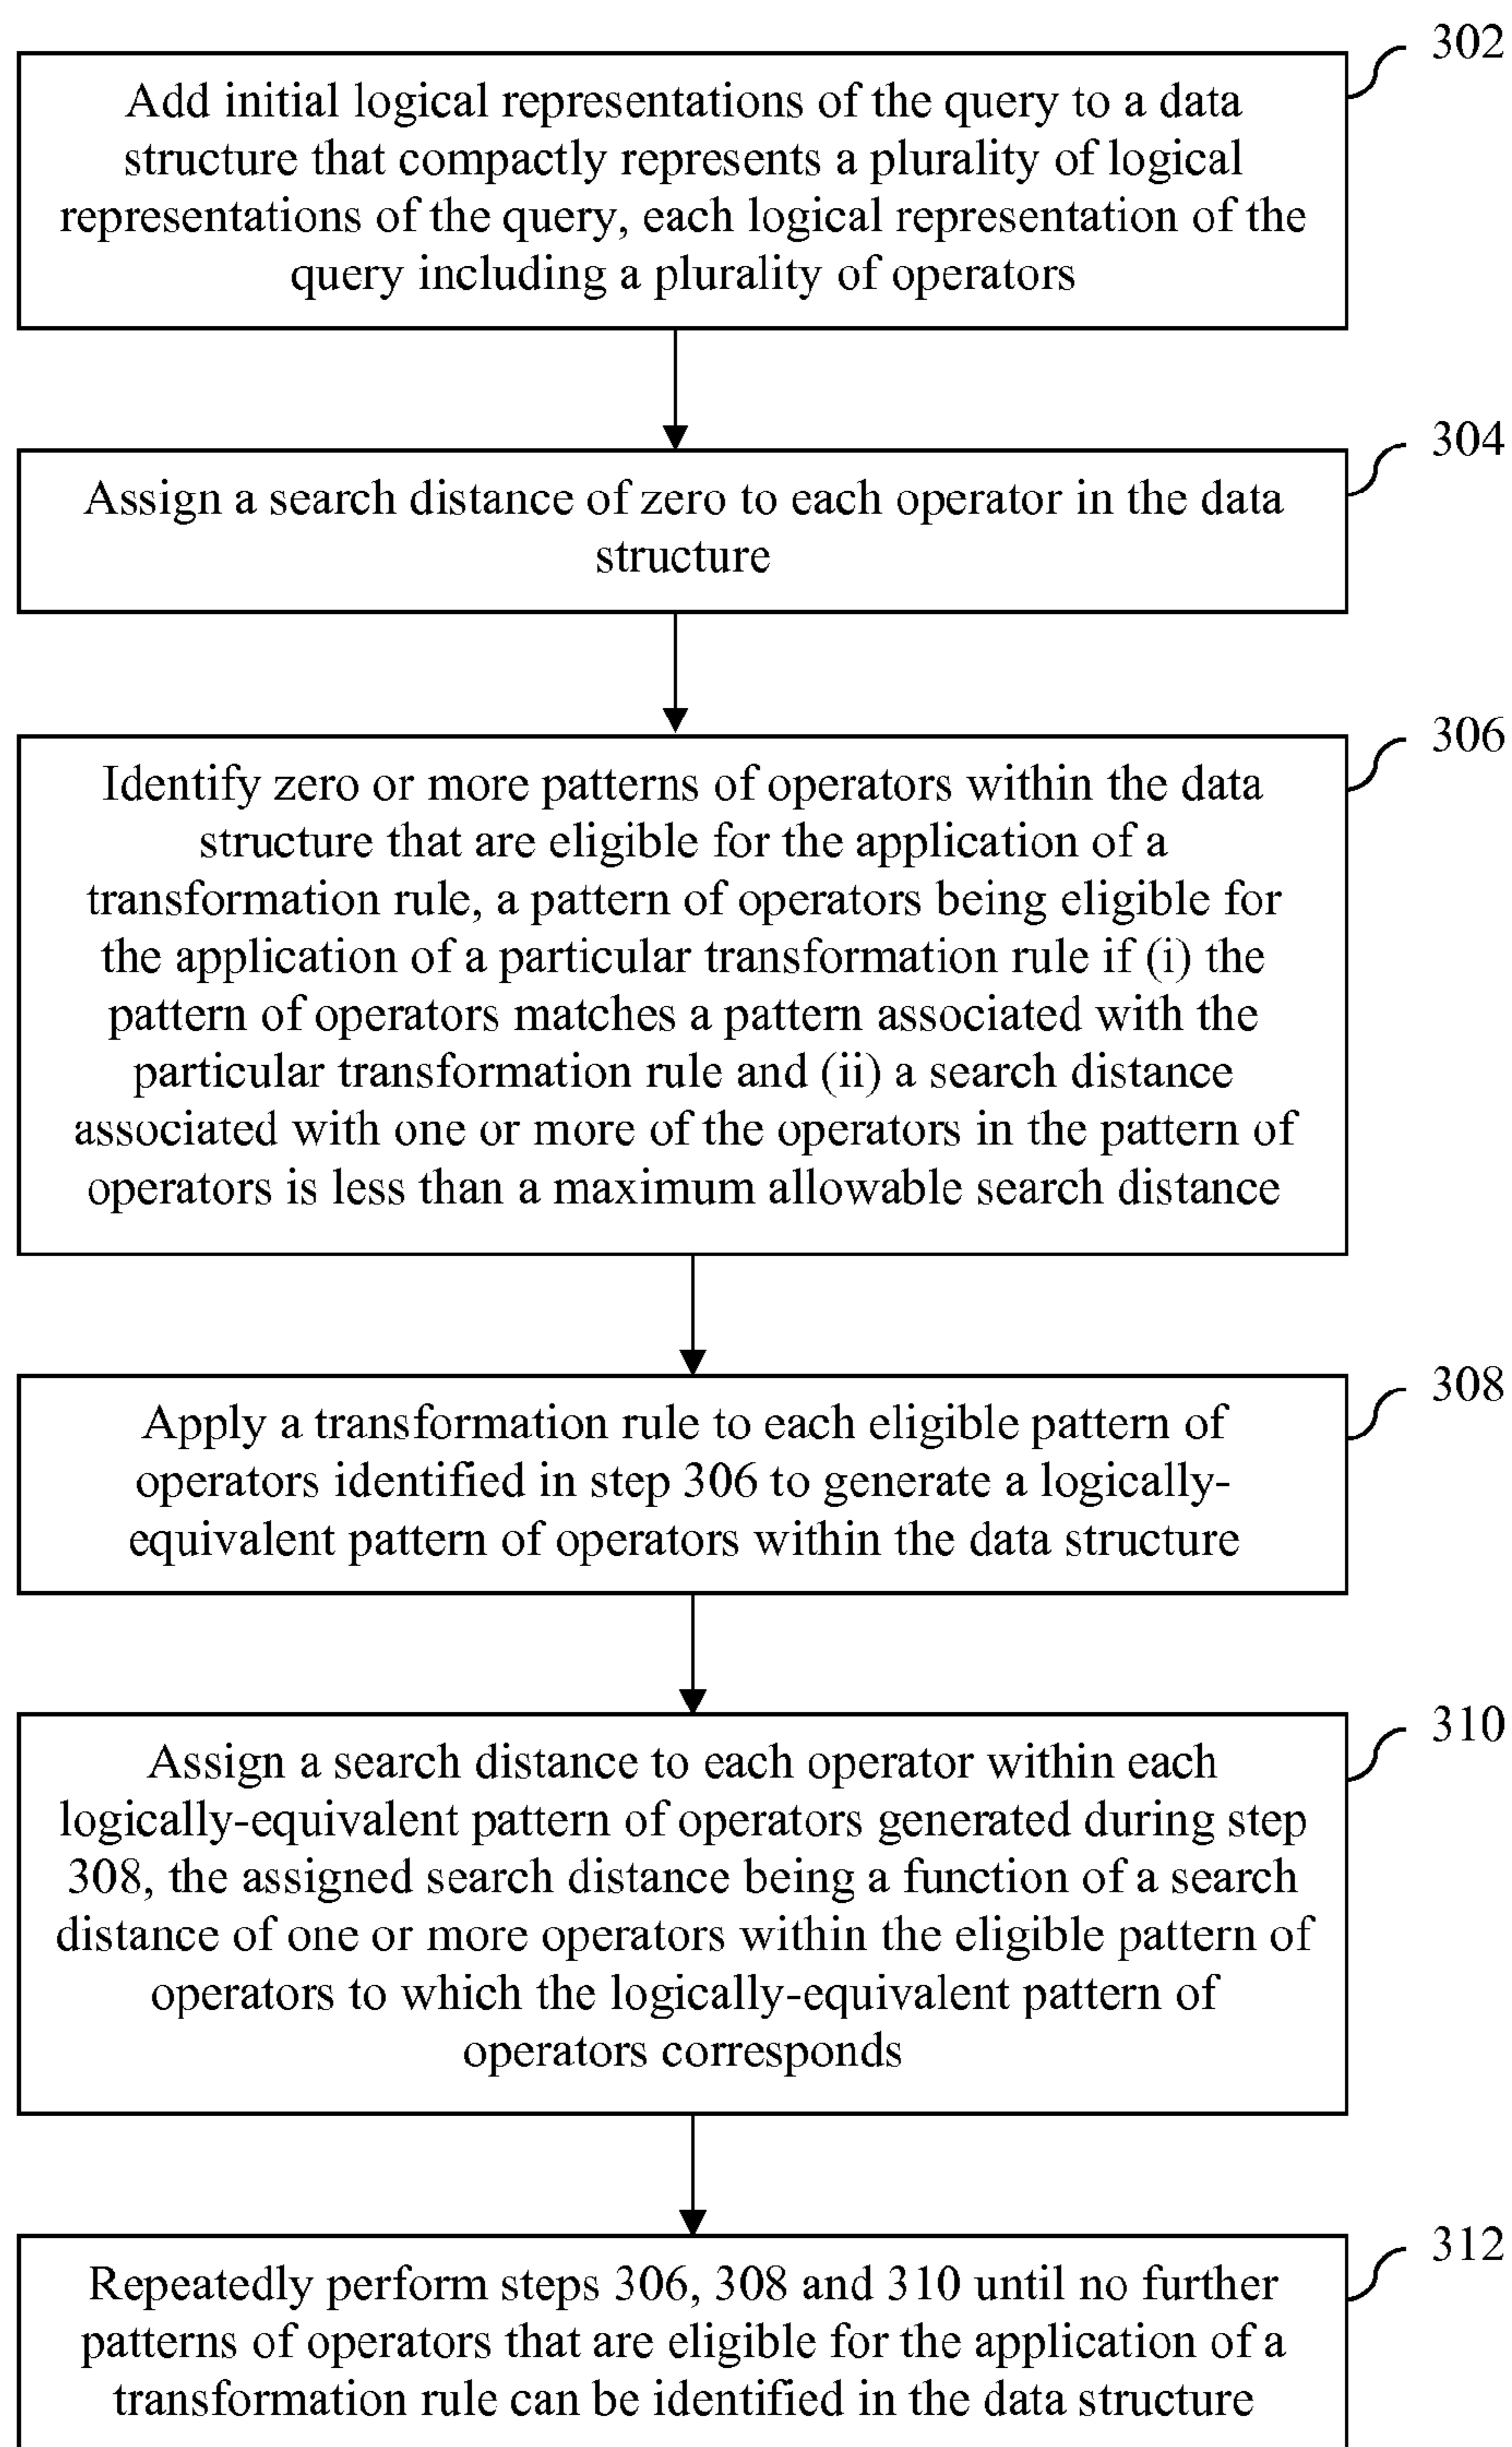 302
Add initial logical representations of the query to a data
structure that compactly represents a plurality of logical
representations of the query, each logical representation of the
query including a plurality of operators
304
Assign a search distance of zero to each operator in the data
structure
306
Identify zero or more patterns of operators within the data
structure that are eligible for the application of a
transformation rule, a pattern of operators being eligible for
the application of a particular transformation rule if (i) the
pattern of operators matches a pattern associated with the
particular transformation rule and (ii) a search distance
associated with one or more of the operators in the pattern of
operators is less than a maximum allowable search distance
308
Apply a transformation rule to each eligible pattern of
operators identified in step 306 to generate a logically-
equivalent pattern of operators within the data structure
310
Assign a search distance to each operator within each
logically-equivalent pattern of operators generated during step
308, the assigned search distance being a function of a search
distance of one or more operators within the eligible pattern of
operators to which the logically-equivalent pattern of
operators corresponds
312
Repeatedly perform steps 306, 308 and 310 until no further
patterns of operators that are eligible for the application of a
transformation rule can be identified in the data structure